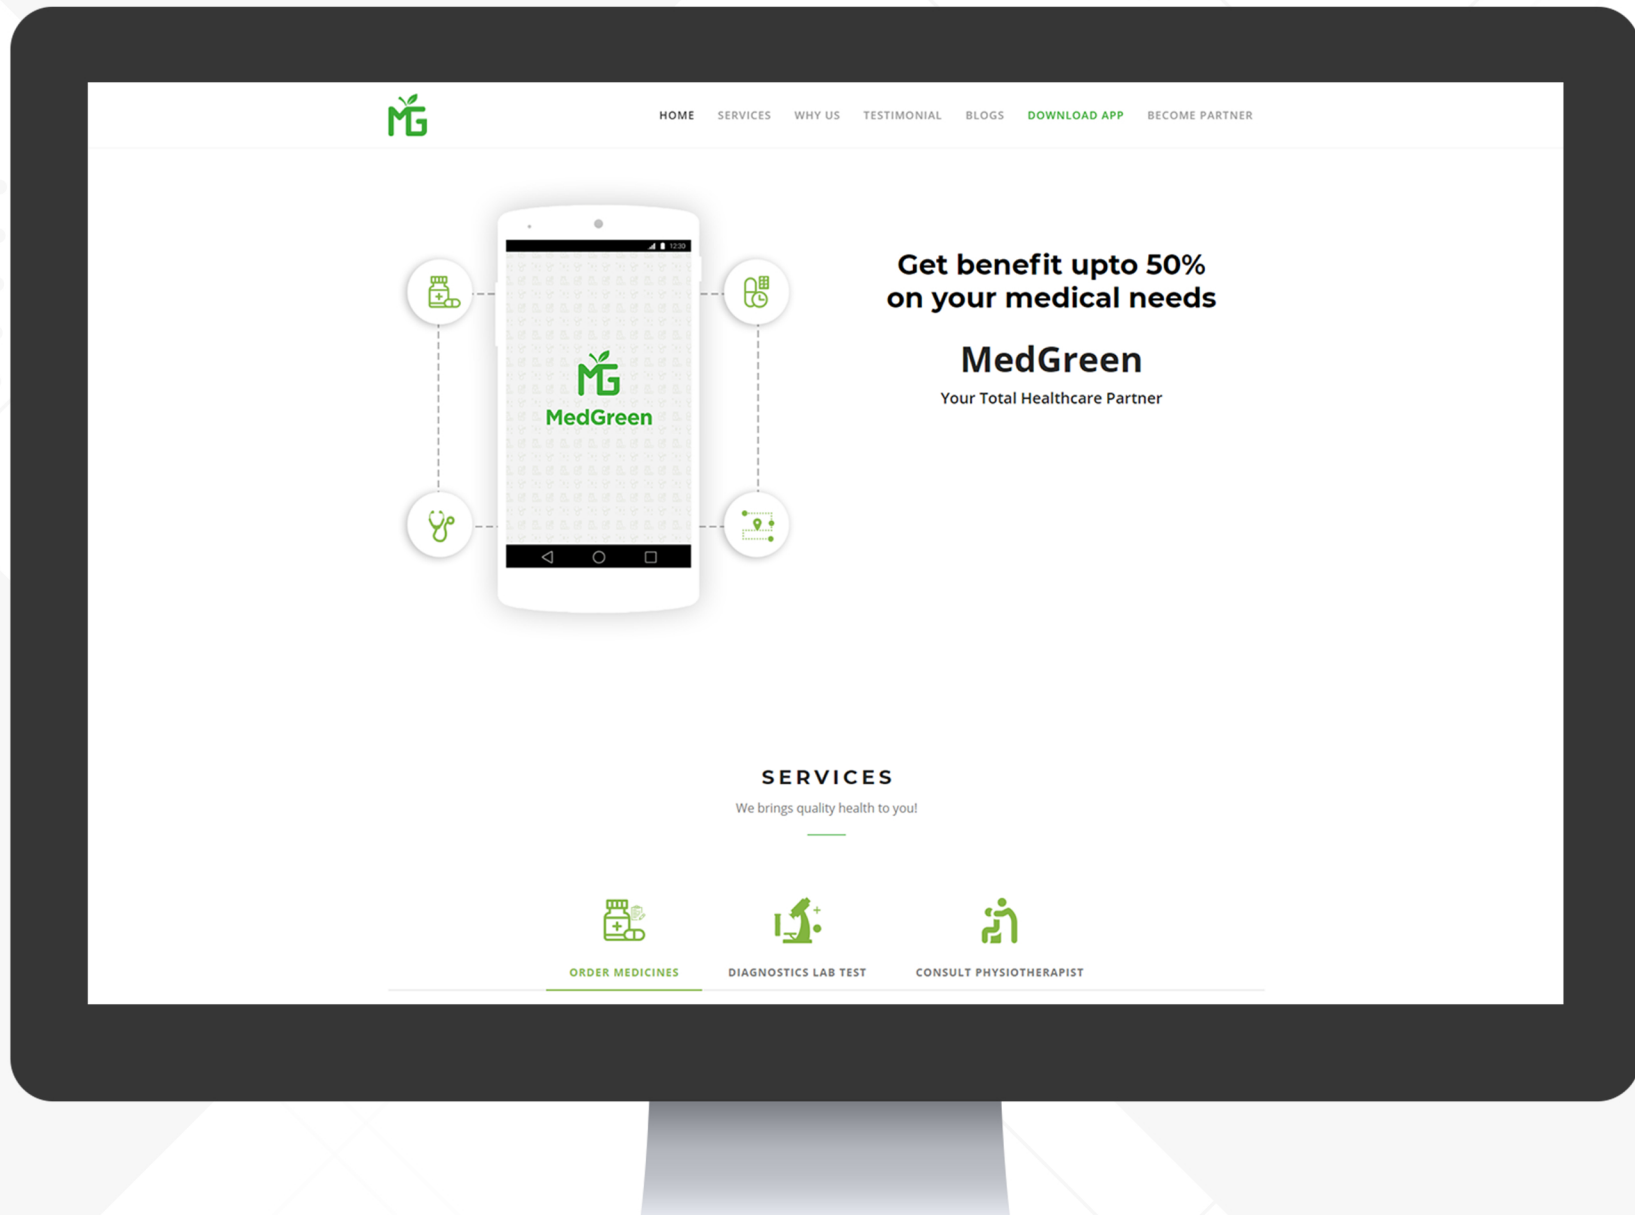 MG
HOME SERVICES WHY US TESTIMONIAL BLOGS DOWNLOAD APP BECOME PARTNER
12:30
MG
MedGreen
Get benefit upto 50%
on your medical needs
MedGreen
Your Total Healthcare Partner
SERVICES
We brings quality health to you!
ORDER MEDICINES DIAGNOSTICS LAB TEST CONSULT PHYSIOTHERAPIST